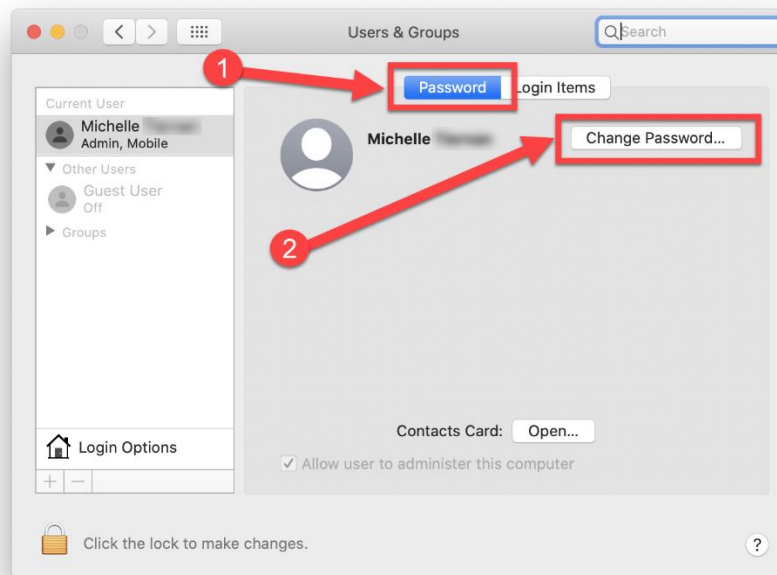 Users & Groups
Search
1
Password
Login Items
Current User
Michelle
Admin, Mobile
Michelle
Change Password...
Other Users
Guest User
Off
Groups
2
Contacts Card:
Open...
Login Options
Allow user to administer this computer
+ −
Click the lock to make changes.
?